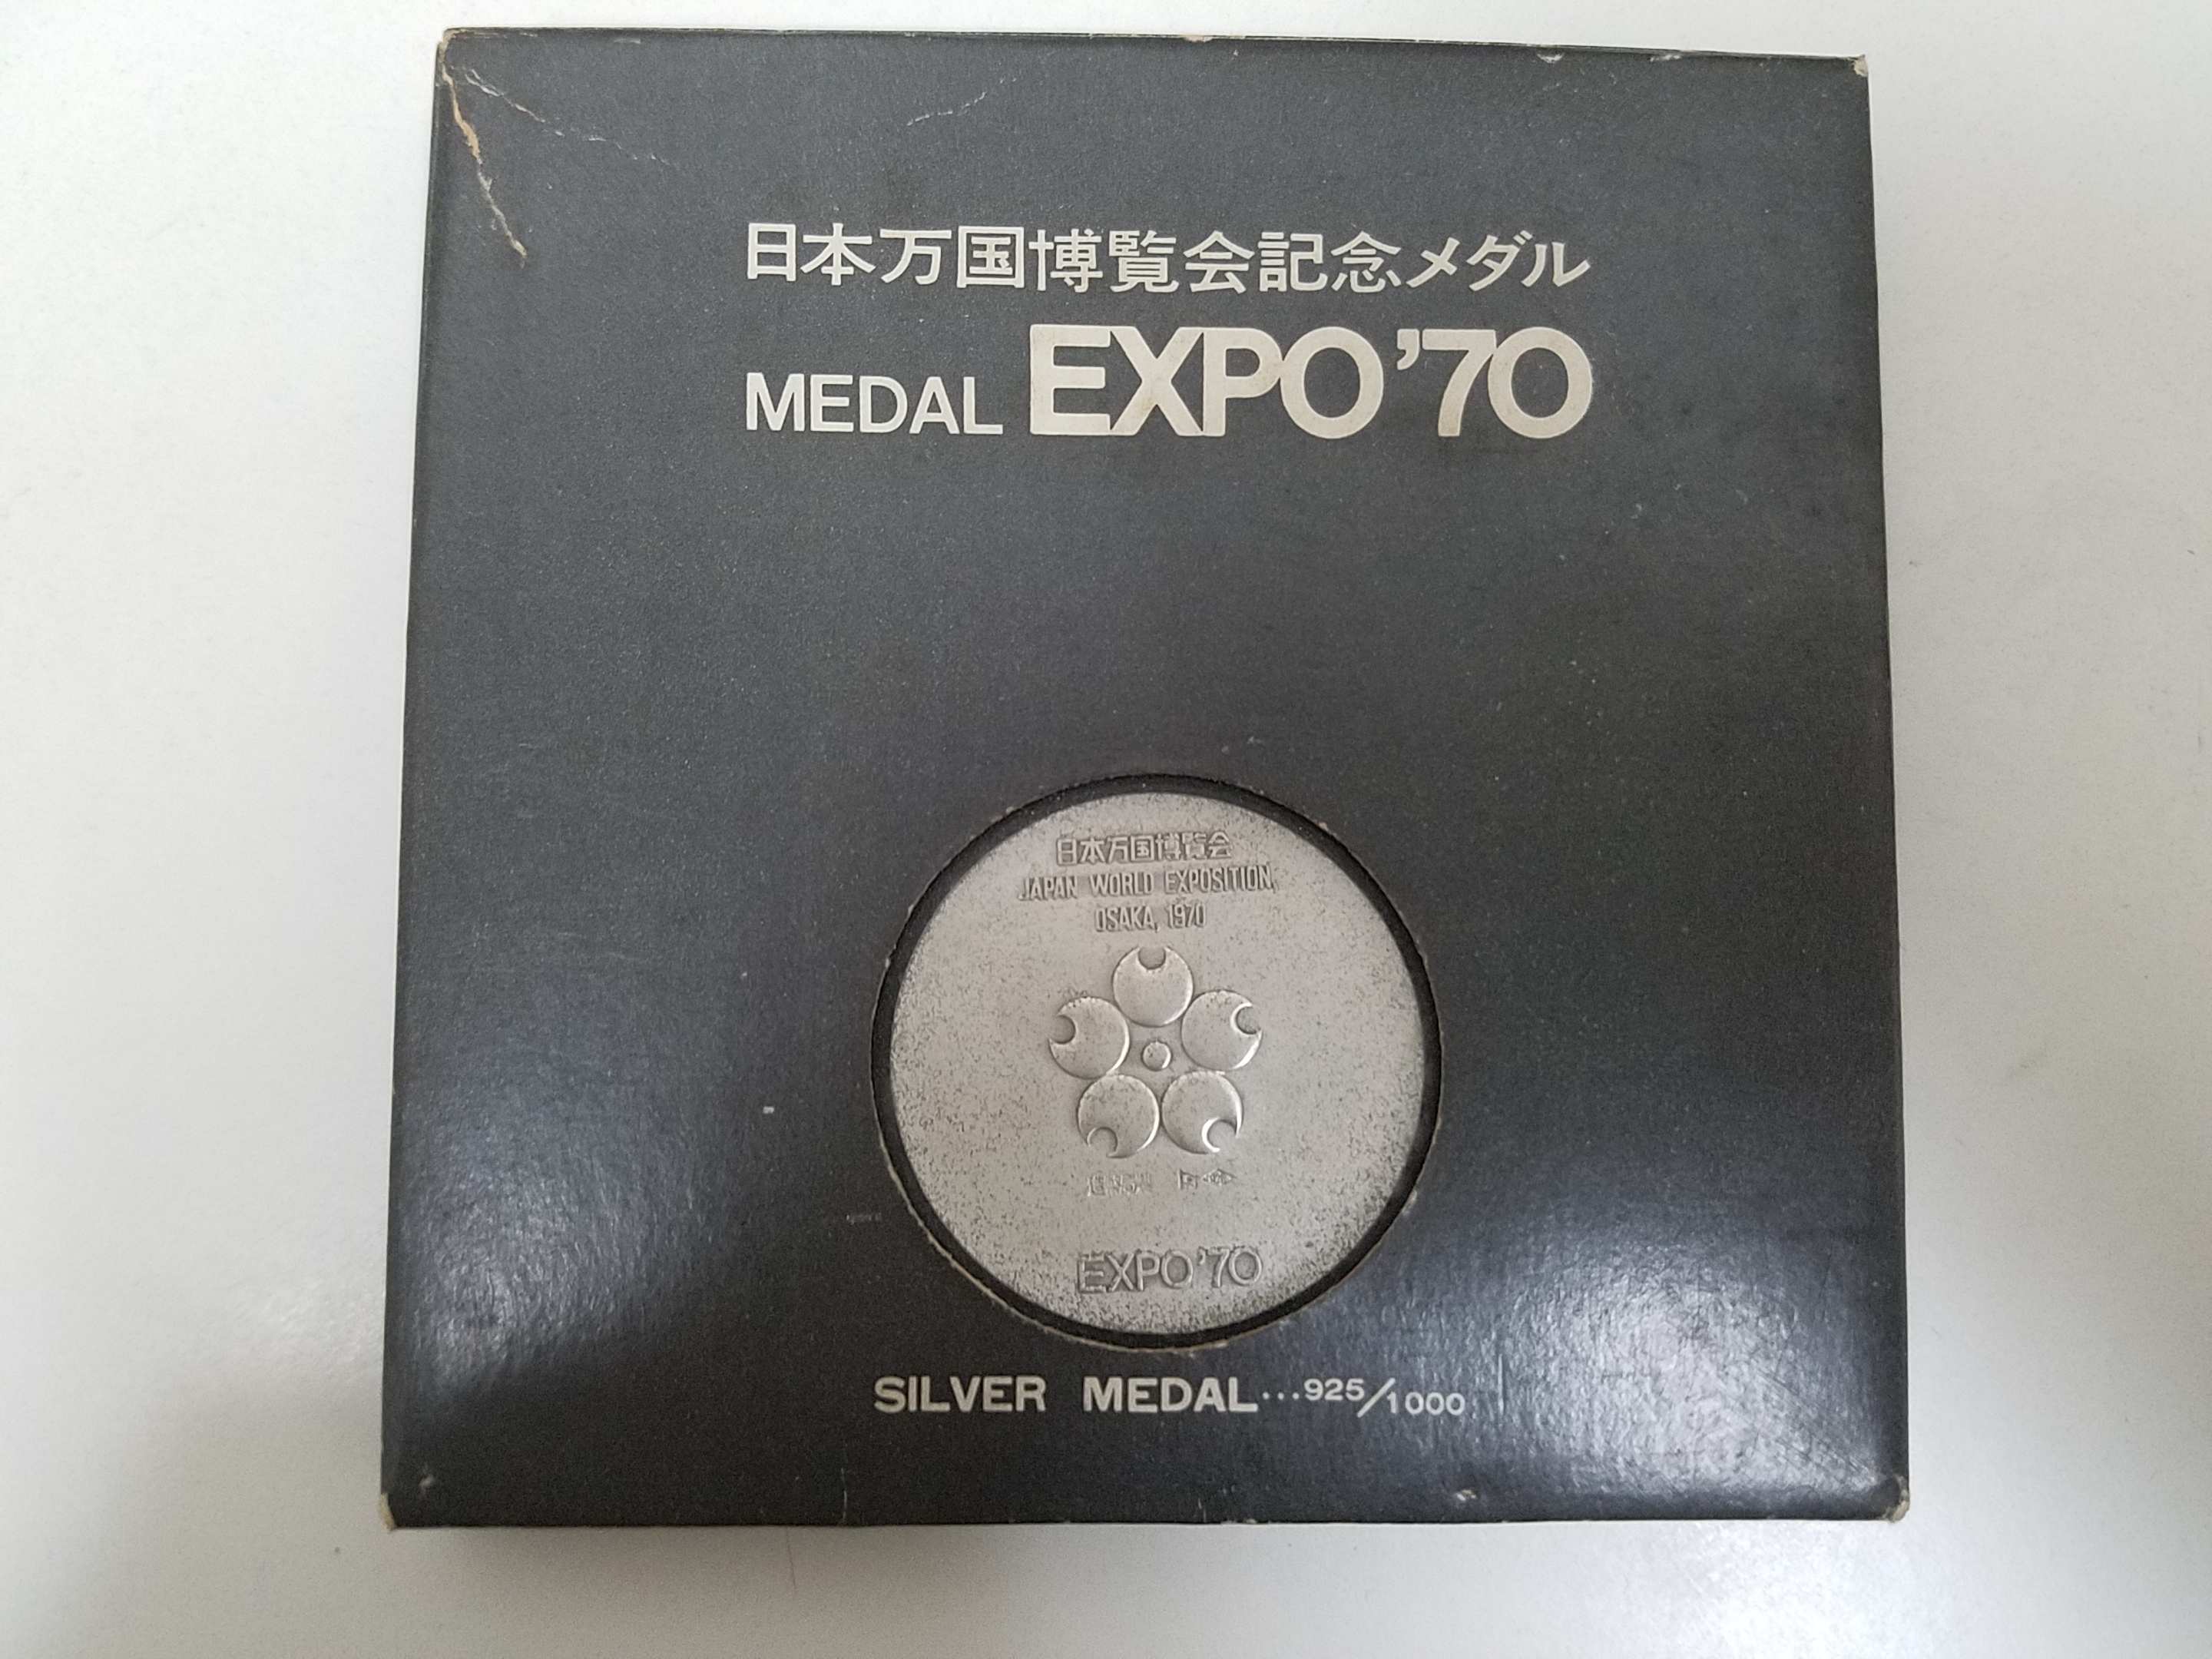 日本万国博覧会記念メダル
MEDAL EXPO'70
日本万国博覧会
JAPAN WORLD EXPOSITION,
OSAKA, 1970
EXPO'70
SILVER MEDAL...925/1000